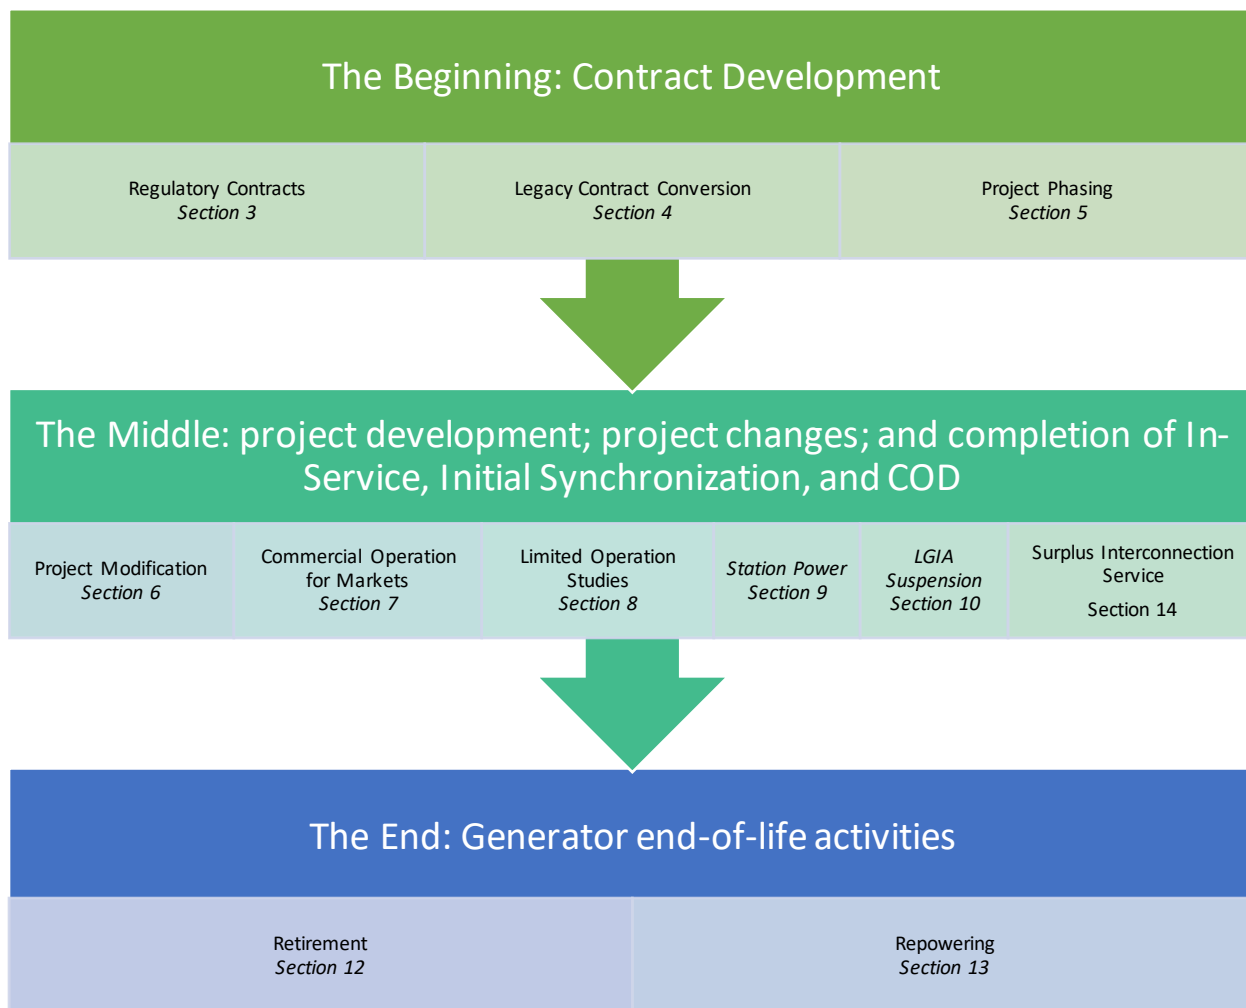 The Beginning: Contract Development
Regulatory Contracts
Section 3
Legacy Contract Conversion
Section 4
Project Phasing
Section 5
The Middle: project development; project changes; and completion of In-
Service, Initial Synchronization, and COD
Project Modification
Section 6
Commercial Operation
for Markets
Section 7
Limited Operation
Studies
Section 8
Station Power
Section 9
LGIA
Suspension
Section 10
Surplus Interconnection
Service
Section 14
The End: Generator end-of-life activities
Retirement
Section 12
Repowering
Section 13